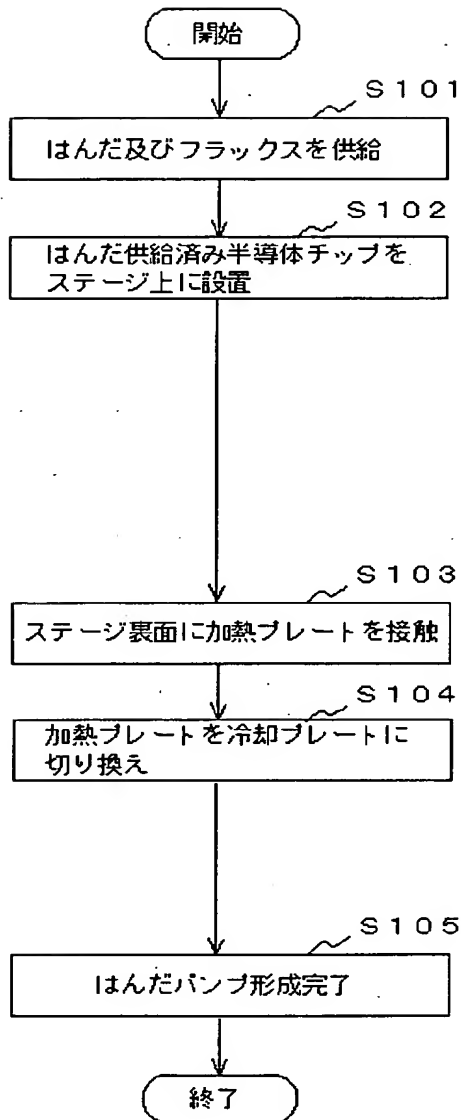 開始
S101
はんだ及びフラックスを供給
S102
はんだ供給済み半導体チップを
ステージ上に設置
S103
ステージ裏面に加熱プレートを接触
S104
加熱プレートを冷却プレートに
切り換え
S105
はんだバンプ形成完了
終了